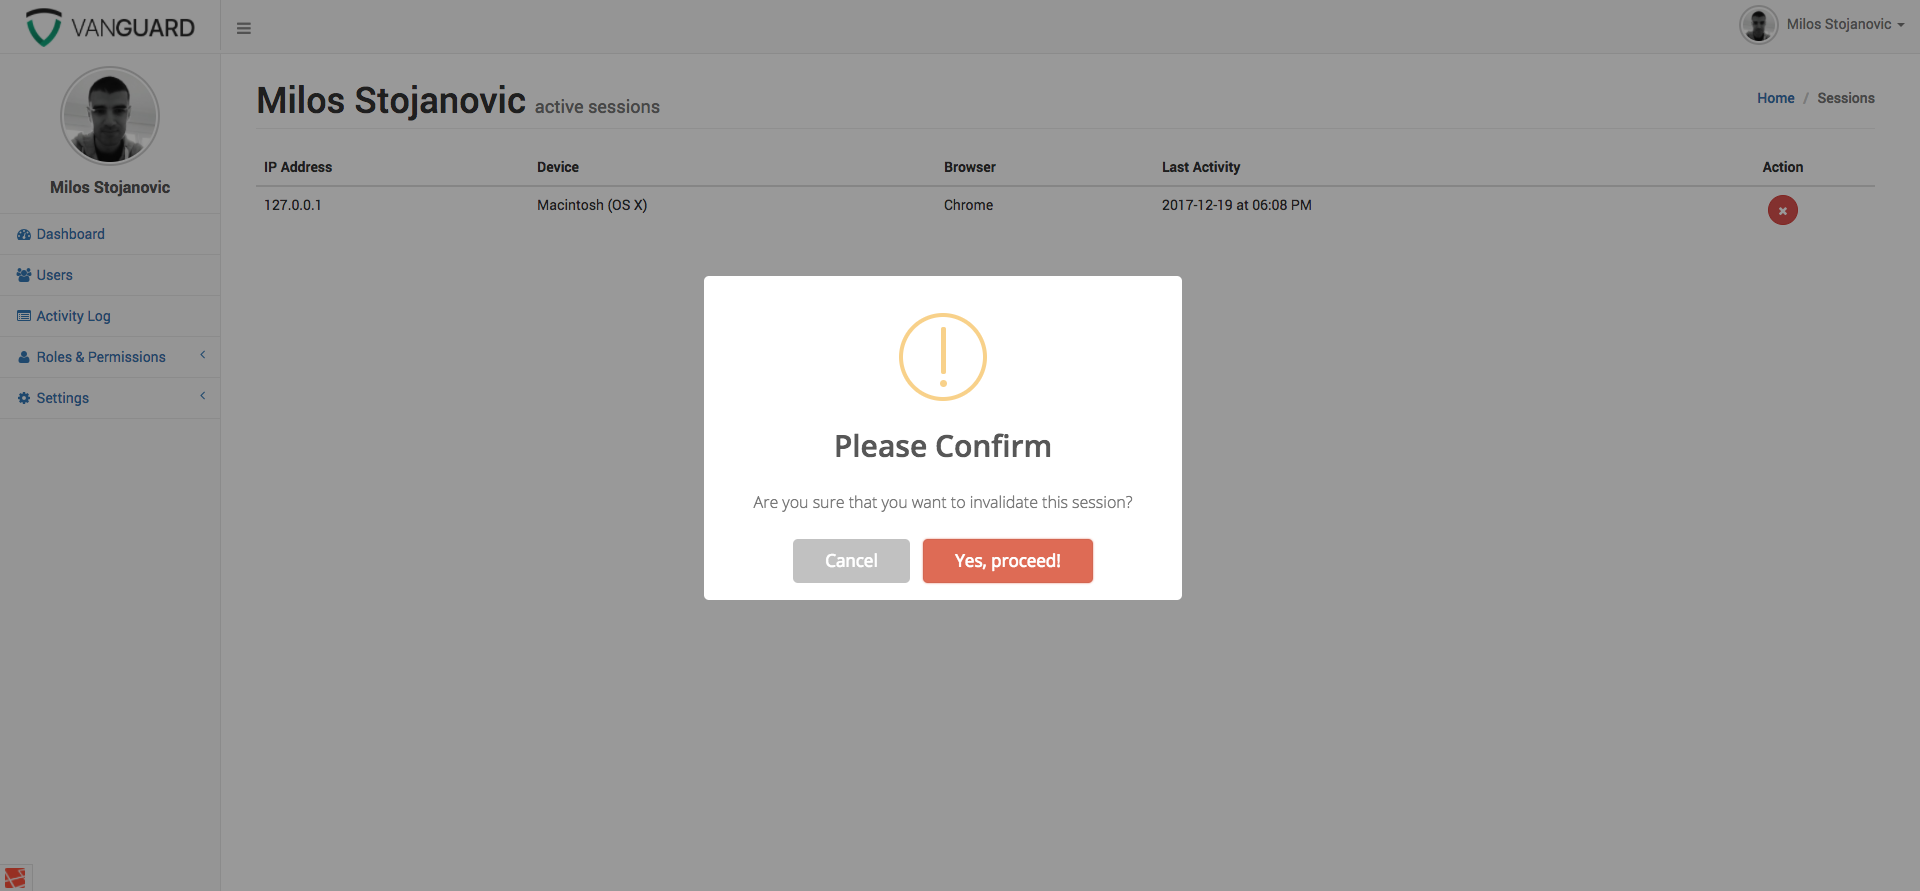 VANGUARD
Milos Stojanovic
Milos Stojanovic
Dashboard
Users
Activity Log
Roles & Permissions
Settings
Milos Stojanovic active sessions
Home / Sessions
IP Address Device Browser Last Activity Action
127.0.0.1 Macintosh (OS X) Chrome 2017-12-19 at 06:08 PM
Please Confirm
Are you sure that you want to invalidate this session?
Cancel Yes, proceed!